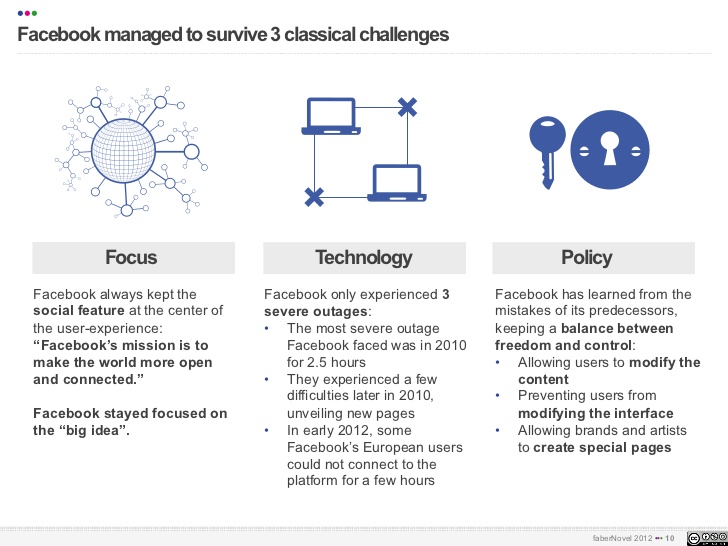 Facebook managed to survive 3 classical challenges
Focus
Facebook always kept the
social feature at the center of
the user-experience:
“Facebook’s mission is to
make the world more open
and connected.”
Facebook stayed focused on
the “big idea”.
Technology
Facebook only experienced 3
severe outages:
• The most severe outage
Facebook faced was in 2010
for 2.5 hours
• They experienced a few
difficulties later in 2010,
unveiling new pages
• In early 2012, some
Facebook’s European users
could not connect to the
platform for a few hours
Policy
Facebook has learned from the
mistakes of its predecessors,
keeping a balance between
freedom and control:
• Allowing users to modify the
content
• Preventing users from
modifying the interface
• Allowing brands and artists
to create special pages
faberNovel 2012 ••• 10